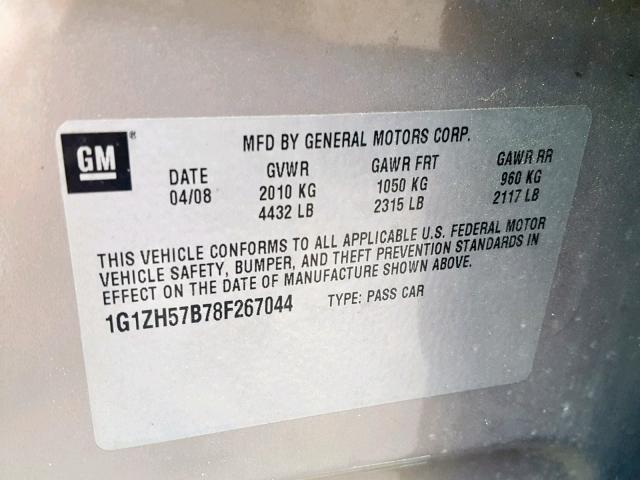 GM®
MFD BY GENERAL MOTORS CORP.
DATE GVWR GAWR FRT GAWR RR
04/08 2010 KG 1050 KG 960 KG
4432 LB 2315 LB 2117 LB
THIS VEHICLE CONFORMS TO ALL APPLICABLE U.S. FEDERAL MOTOR
VEHICLE SAFETY, BUMPER, AND THEFT PREVENTION STANDARDS IN
EFFECT ON THE DATE OF MANUFACTURE SHOWN ABOVE.
1G1ZH57B78F267044 TYPE: PASS CAR